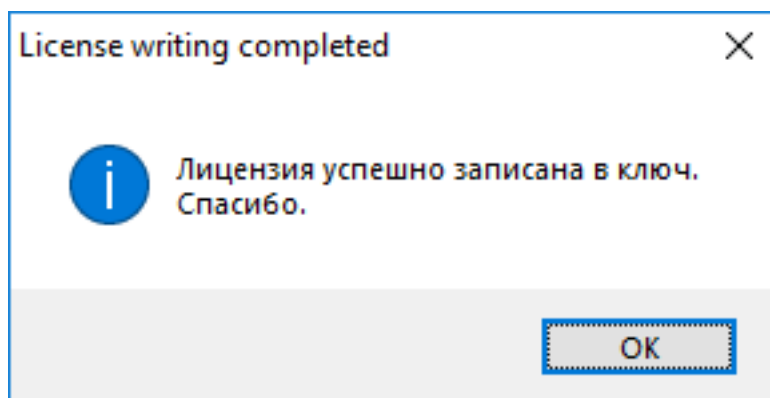 License writing completed
Лицензия успешно записана в ключ.
Спасибо.
OK